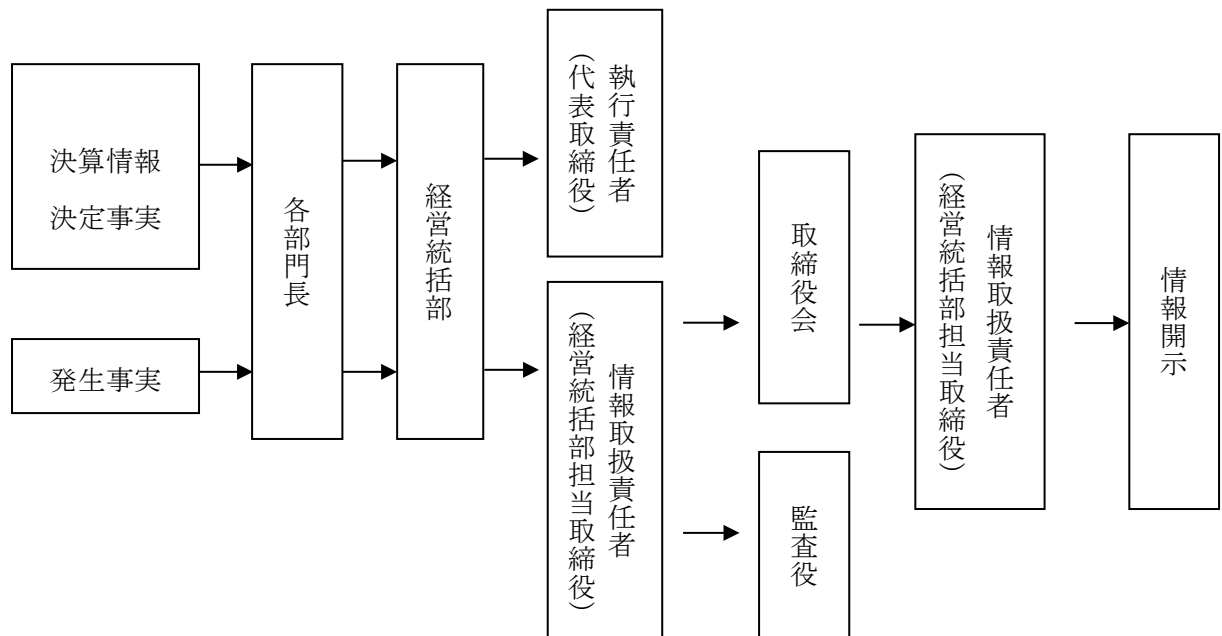 決算情報
決定事実
発生事実
各部門長
経営統括部
執行責任者
(代表取締役)
情報取扱責任者
(経営統括部担当取締役)
取締役会
監査役
情報取扱責任者
(経営統括部担当取締役)
情報開示